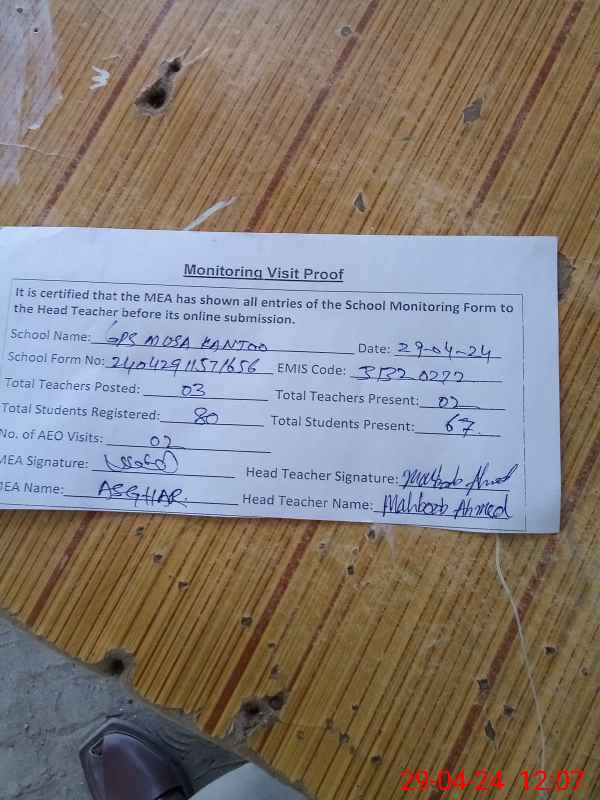 Monitoring Visit Proof
It is certified that the MEA has shown all entries of the School Monitoring Form to
the Head Teacher before its online submission.
School Name: GPS MOSA KANTOO Date: 29-04-24
School Form No: 24042911571656 EMIS Code: 31320277
Total Teachers Posted: 03 Total Teachers Present: 02
Total Students Registered: 80 Total Students Present: 67
No. of AEO Visits: 02
MEA Signature: Head Teacher Signature: Mahboob Ahmed
MEA Name: ASGHAR Head Teacher Name: Mahboob Ahmed
29-04-24 12:07